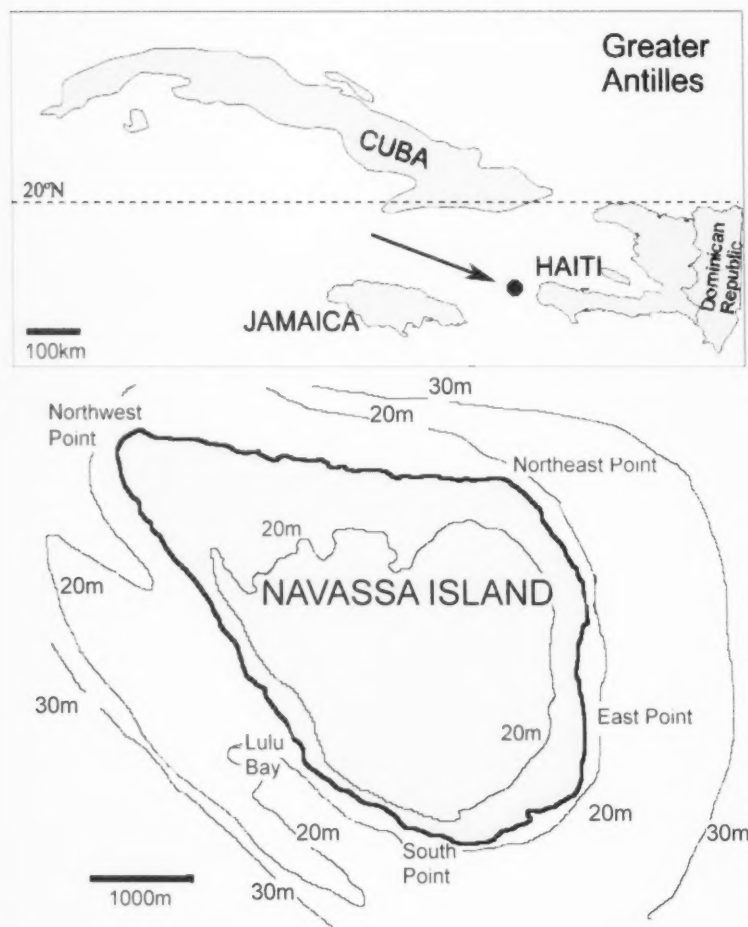 Greater
Antilles
CUBA
20°N
HAITI
Dominican
Republic
JAMAICA
100km
30m
Northwest
Point
20m
Northeast Point
20m
NAVASSA ISLAND
20m
30m
East Point
20m
Lulu
Bay
20m
20m
30m
South
Point
30m
1000m